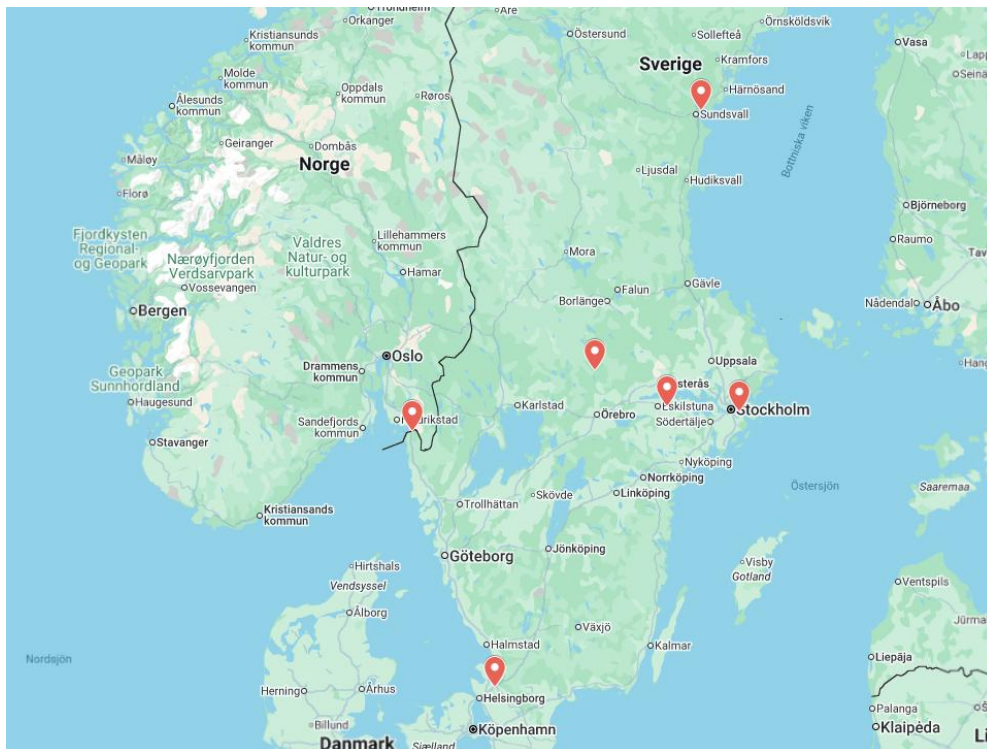 Trondheim
Åre
Orkanger
Kristiansunds
kommun
Östersund
Sollefteå
Örnsköldsvik
Vasa
Sverige
Kramfors
Molde
kommun
Oppdals
kommun
Røros
Härnösand
Ålesunds
kommun
Sundsvall
Geiranger
Dombås
Måløy
Norge
Bottniska viken
Ljusdal
Hudiksvall
Florø
Björneborg
Fjordkysten
Regional-
og Geopark
Lillehammers
kommun
Valdres
Natur- og
kulturpark
Mora
Raumo
Nærøyfjorden
Verdsarvpark
Hamar
Vossevangen
Falun
Gävle
Borlänge
Nådendal
Åbo
Bergen
Oslo
Uppsala
Geopark
Sunnhordland
Drammens
kommun
Haugesund
Karlstad
Örebro
Eskilstuna
Stockholm
Sandefjords
kommun
Södertälje
Stavanger
Nyköping
Norrköping
Linköping
Östersjön
Saaremaa
Skövde
Trollhättan
Kristiansands
kommun
Göteborg
Jönköping
Visby
Gotland
Hirtshals
Vendsyssel
Ventspils
Ålborg
Växjö
Halmstad
Kalmar
Liepāja
Nordsjön
Herning
Århus
Helsingborg
Palanga
Billund
Köpenhamn
Klaipėda
Danmark
Själland